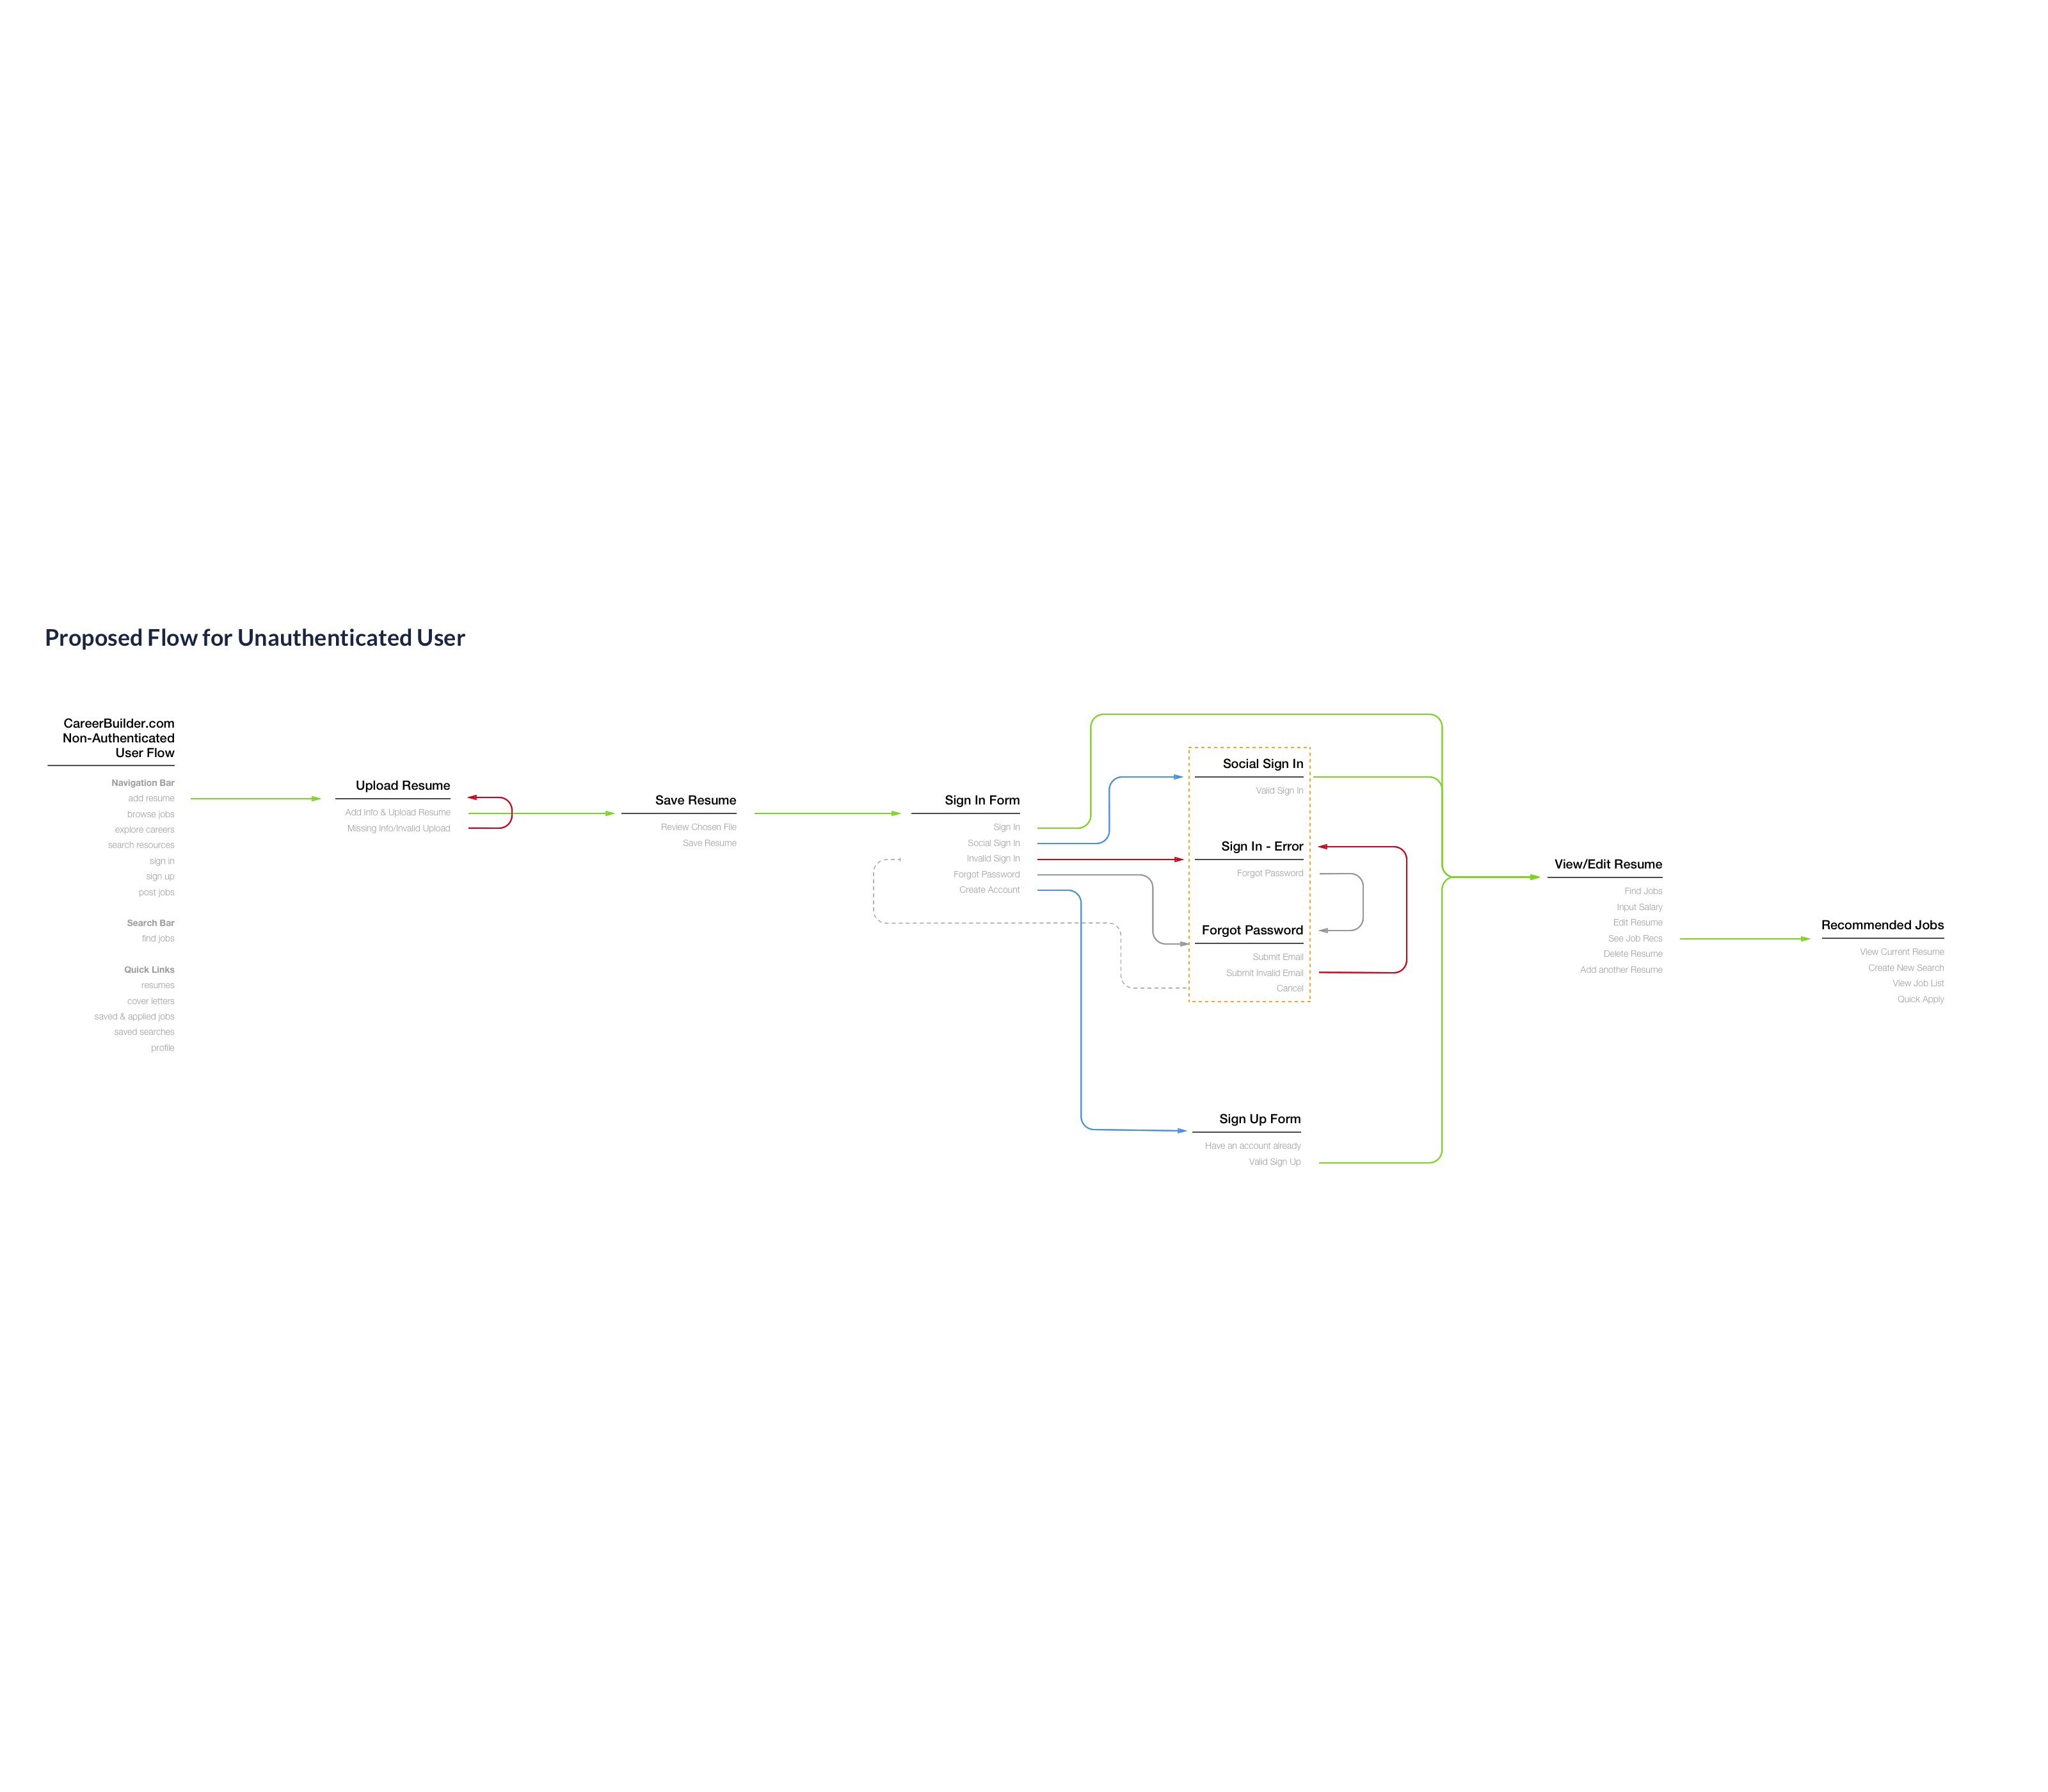 Proposed Flow for Unauthenticated User
CareerBuilder.com
Non-Authenticated
User Flow
Navigation Bar
add resume
browse jobs
explore careers
search resources
sign in
sign up
post jobs
Search Bar
find jobs
Quick Links
resumes
cover letters
saved & applied jobs
saved searches
profile
Upload Resume
Add Info & Upload Resume
Missing Info/Invalid Upload
Save Resume
Review Chosen File
Save Resume
Sign In Form
Sign In
Social Sign In
Invalid Sign In
Forgot Password
Create Account
Social Sign In
Valid Sign In
Sign In - Error
Forgot Password
Forgot Password
Submit Email
Submit Invalid Email
Cancel
Sign Up Form
Have an account already
Valid Sign Up
View/Edit Resume
Find Jobs
Input Salary
Edit Resume
See Job Recs
Delete Resume
Add another Resume
Recommended Jobs
View Current Resume
Create New Search
View Job List
Quick Apply